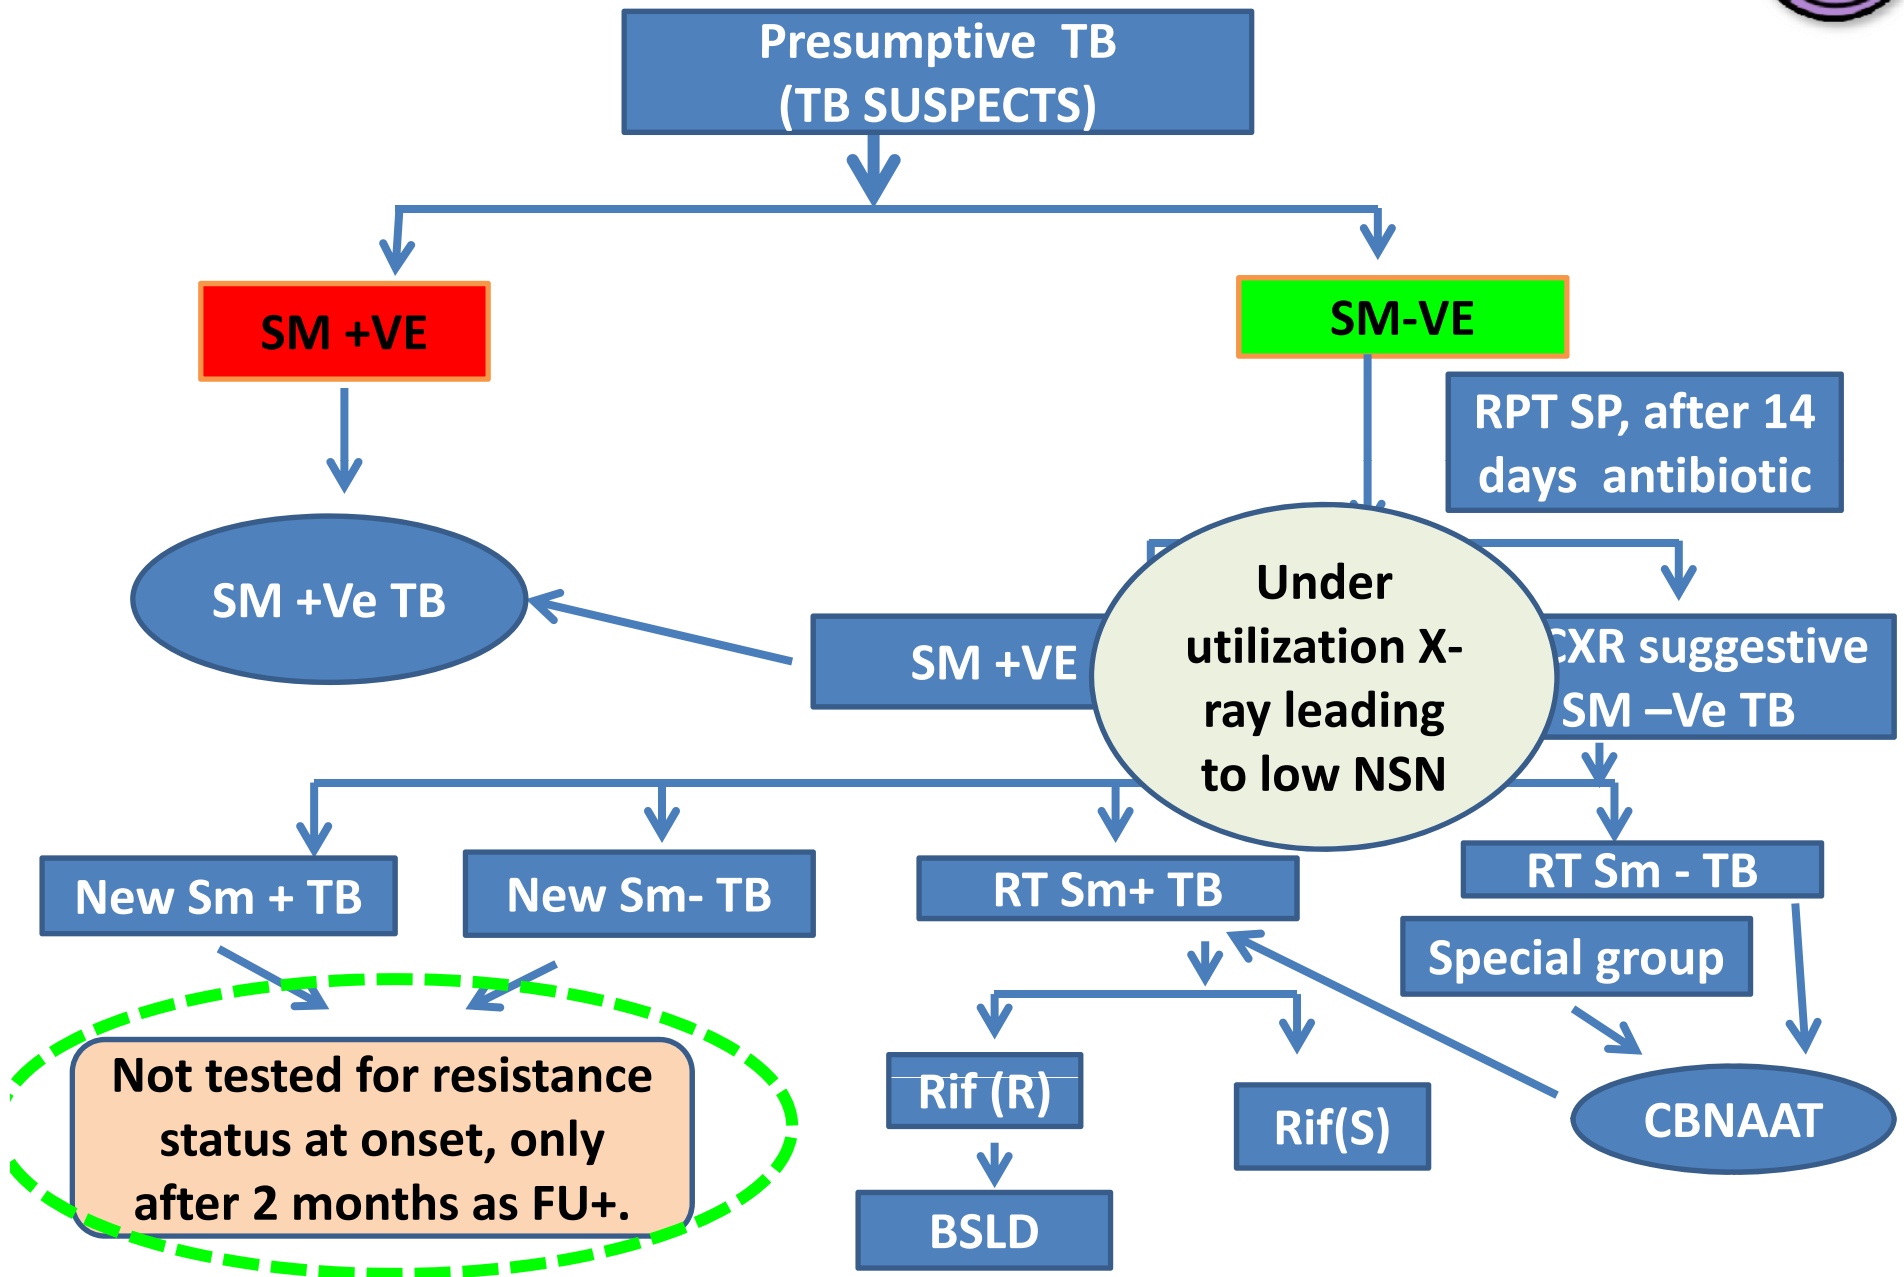 Presumptive TB
(TB SUSPECTS)
SM +VE
SM-VE
RPT SP, after 14
days antibiotic
SM +Ve TB
SM +VE
Under
utilization X-
ray leading
to low NSN
CXR suggestive
SM –Ve TB
New Sm + TB
New Sm- TB
RT Sm+ TB
RT Sm - TB
Special group
Not tested for resistance
status at onset, only
after 2 months as FU+.
Rif (R)
Rif(S)
CBNAAT
BSLD